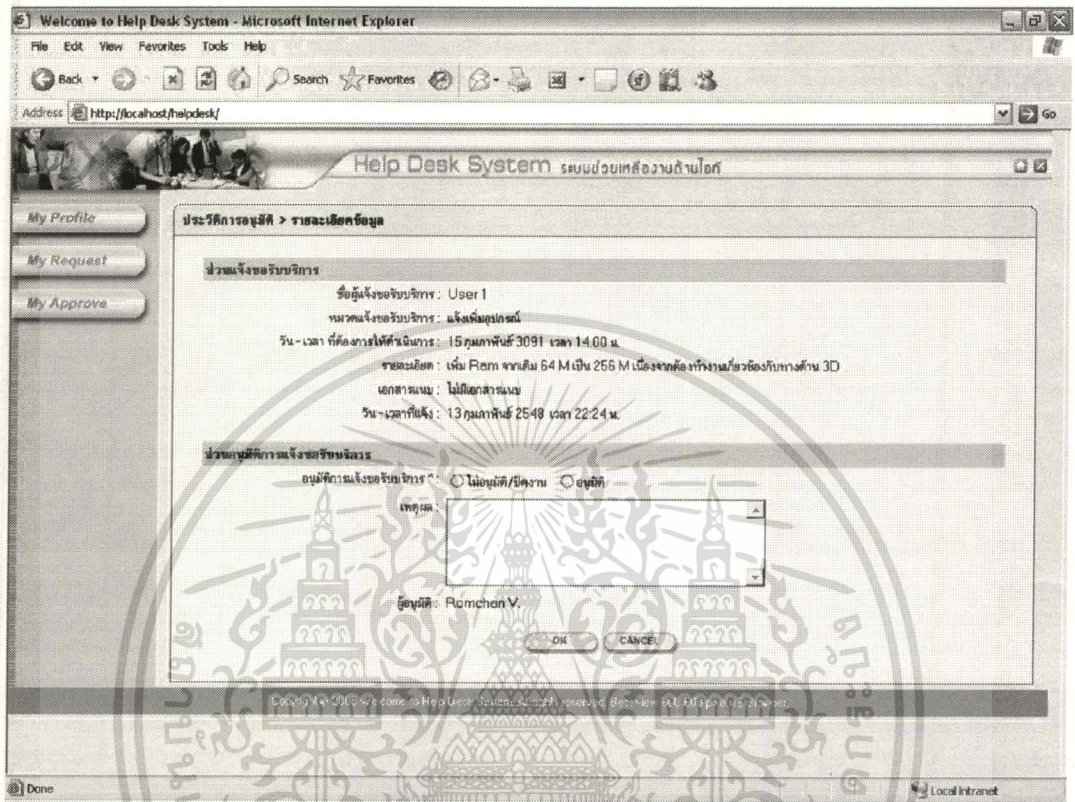 Welcome to Help Desk System - Microsoft Internet Explorer
File Edit View Favorites Tools Help
Back Search Favorites
Address http://localhost/helpdesk/ Go
Help Desk System ระบบช่วยเหลืองานด้านไอที
My Profile
My Request
My Approve
ประวัติการอนุมัติ > รายละเอียดข้อมูล
ส่วนแจ้งขอรับบริการ
ชื่อผู้แจ้งขอรับบริการ : User1
หมวดแจ้งขอรับบริการ : แจ้งเพิ่มอุปกรณ์
วัน-เวลา ที่ต้องการให้ดำเนินการ : 15 กุมภาพันธ์ 3091 เวลา 14:00 น.
รายละเอียด : เพิ่ม Ram จากเดิม 64 M เป็น 256 M เนื่องจากต้องทำงานเกี่ยวข้องกับทางด้าน 3D
เอกสารแนบ : ไม่มีเอกสารแนบ
วัน-เวลาที่แจ้ง : 13 กุมภาพันธ์ 2548 เวลา 22:24 น.
ส่วนอนุมัติการแจ้งขอรับบริการ
อนุมัติการแจ้งขอรับบริการ * : ไม่อนุมัติ/ปิดงาน อนุมัติ
เหตุผล :
ผู้อนุมัติ : Romchan V.
OK CANCEL
Welcome to Help Desk System
Done Local intranet